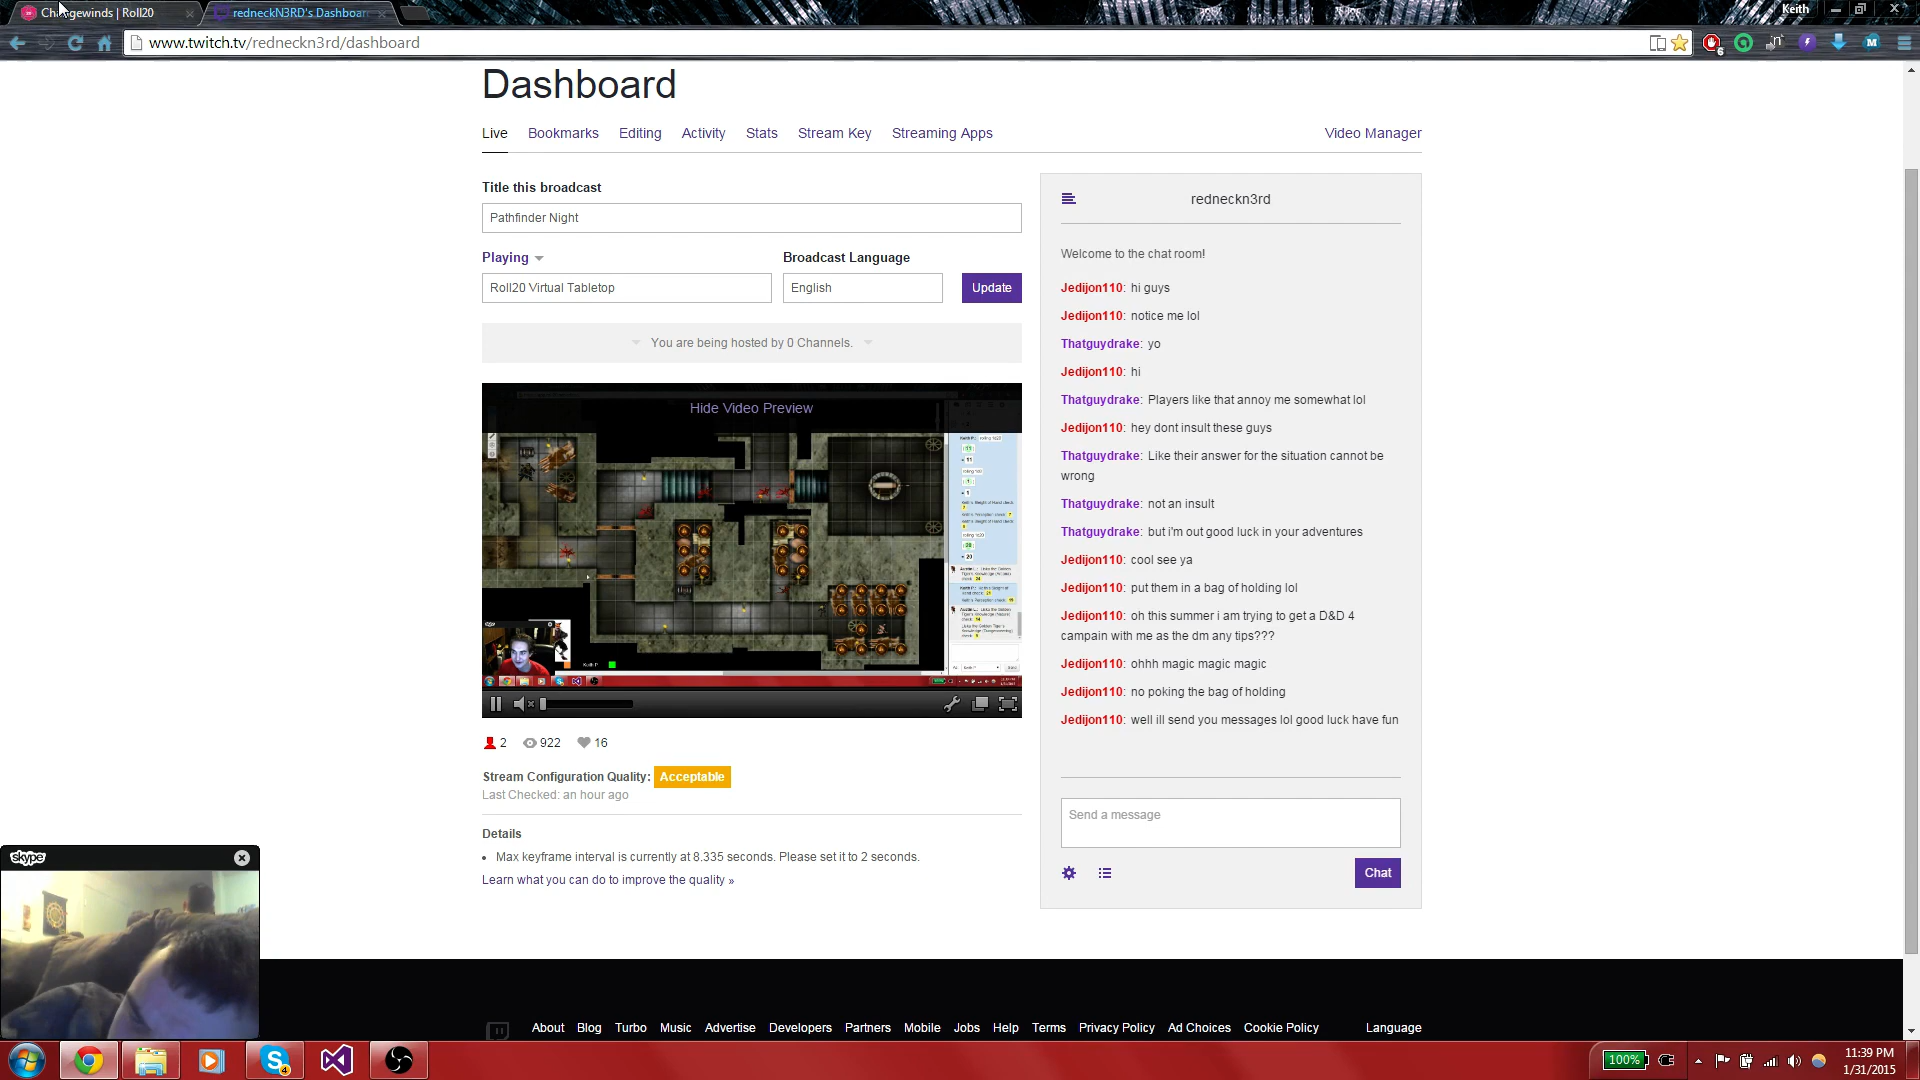 Changewinds | Roll20
redneckN3RD's Dashboar
Keith
www.twitch.tv/redneckn3rd/dashboard
Dashboard
Live Bookmarks Editing Activity Stats Stream Key Streaming Apps Video Manager
Title this broadcast
Pathfinder Night
Playing Broadcast Language
Roll20 Virtual Tabletop English Update
You are being hosted by 0 Channels.
Hide Video Preview
2 922 16
Stream Configuration Quality: Acceptable
Last Checked: an hour ago
Details
Max keyframe interval is currently at 8.335 seconds. Please set it to 2 seconds.
Learn what you can do to improve the quality »
redneckn3rd
Welcome to the chat room!
Jedijon110: hi guys
Jedijon110: notice me lol
Thatguydrake: yo
Jedijon110: hi
Thatguydrake: Players like that annoy me somewhat lol
Jedijon110: hey dont insult these guys
Thatguydrake: Like their answer for the situation cannot be
wrong
Thatguydrake: not an insult
Thatguydrake: but i'm out good luck in your adventures
Jedijon110: cool see ya
Jedijon110: put them in a bag of holding lol
Jedijon110: oh this summer i am trying to get a D&D 4
campain with me as the dm any tips???
Jedijon110: ohhh magic magic magic
Jedijon110: no poking the bag of holding
Jedijon110: well ill send you messages lol good luck have fun
Send a message
Chat
skype
About Blog Turbo Music Advertise Developers Partners Mobile Jobs Help Terms Privacy Policy Ad Choices Cookie Policy Language
4
100%
11:39 PM
1/31/2015